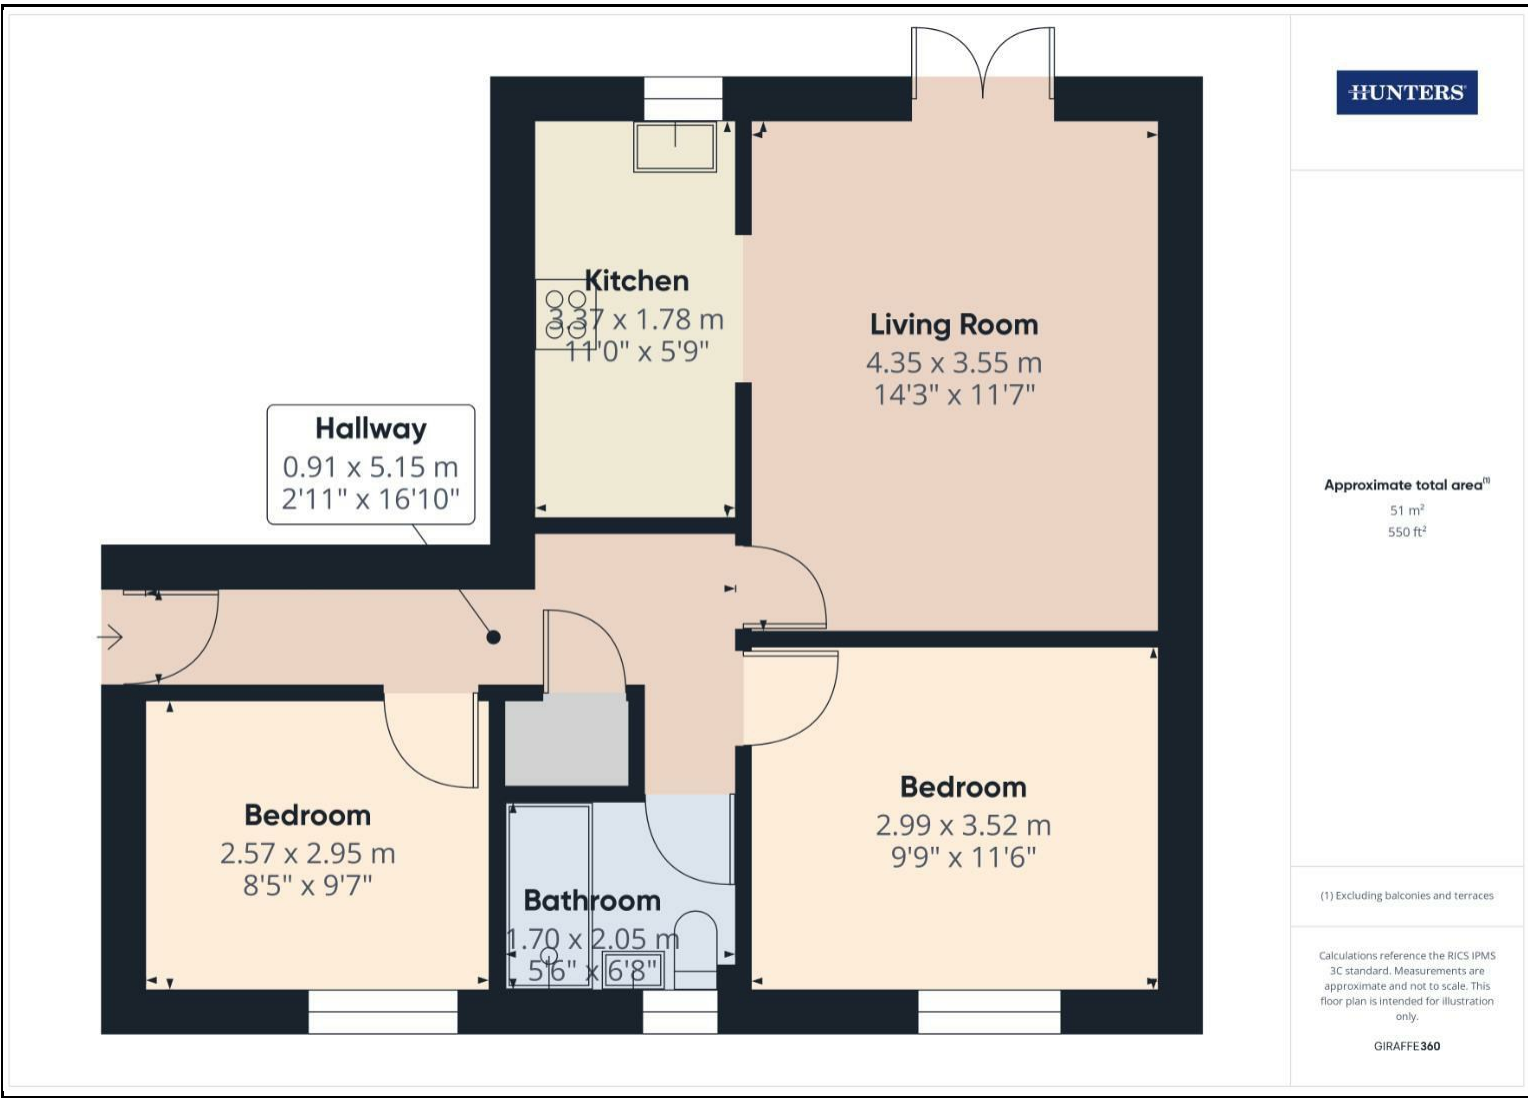 Kitchen
3.37 x 1.78 m
11'0" x 5'9"
Living Room
4.35 x 3.55 m
14'3" x 11'7"
Hallway
0.91 x 5.15 m
2'11" x 16'10"
Bedroom
2.57 x 2.95 m
8'5" x 9'7"
Bathroom
1.70 x 2.05 m
5'6" x 6'8"
Bedroom
2.99 x 3.52 m
9'9" x 11'6"
HUNTERS
Approximate total area⁽¹⁾
51 m²
550 ft²
(1) Excluding balconies and terraces
Calculations reference the RICS IPMS
3C standard. Measurements are
approximate and not to scale. This
floor plan is intended for illustration
only.
GIRAFFE360